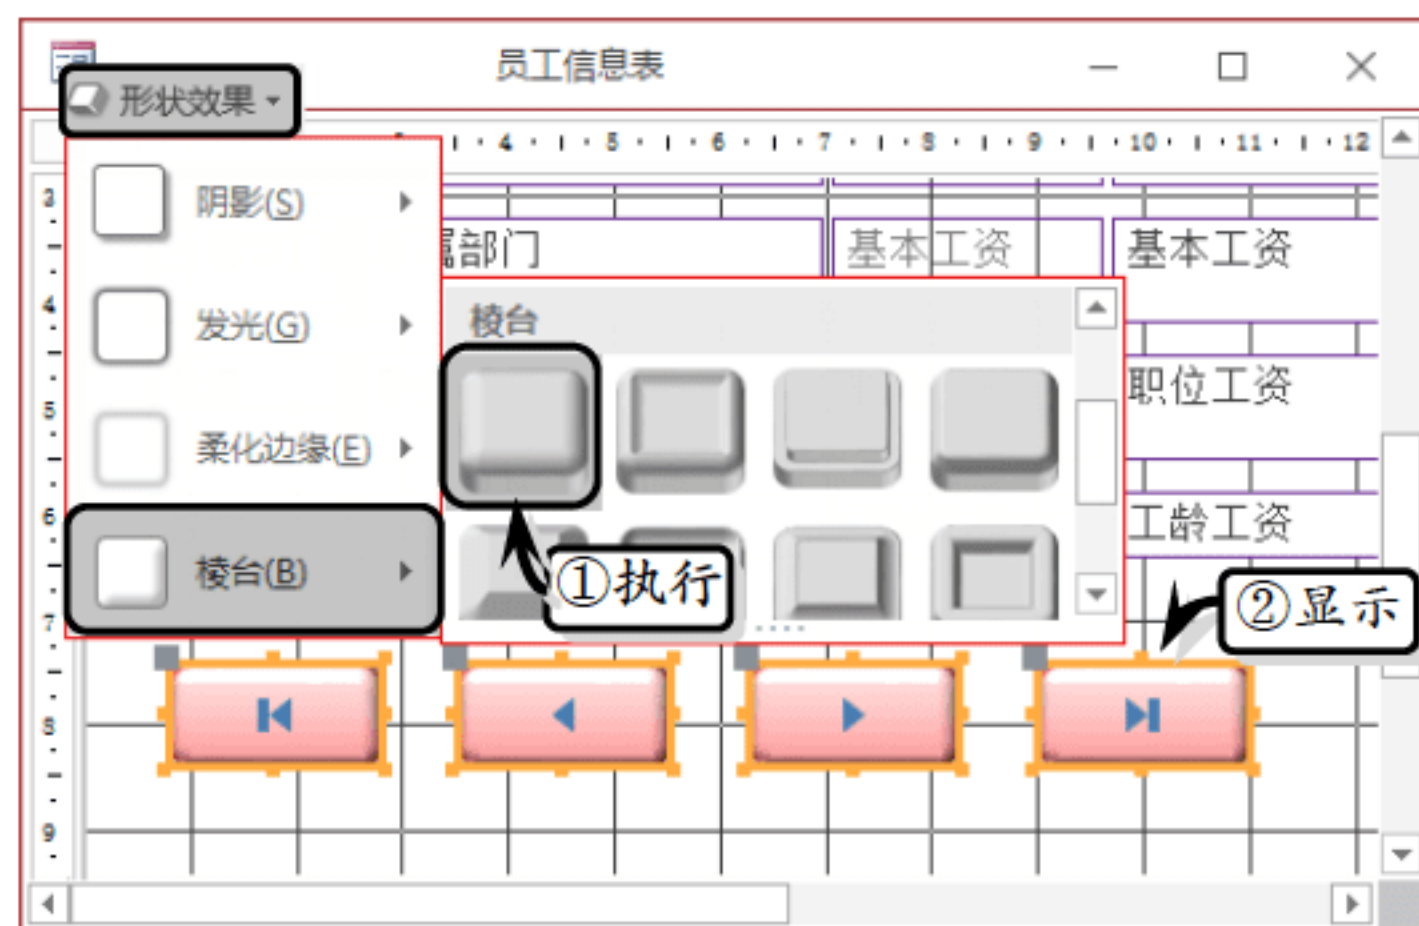 员工信息表
形状效果
4 5 6 7 8 9 10 11 12
阴影(S)
3
属部门 基本工资 基本工资
4
发光(G)
棱台
职位工资
5
柔化边缘(E)
6
工龄工资
棱台(B)
①执行
②显示
7
8
9